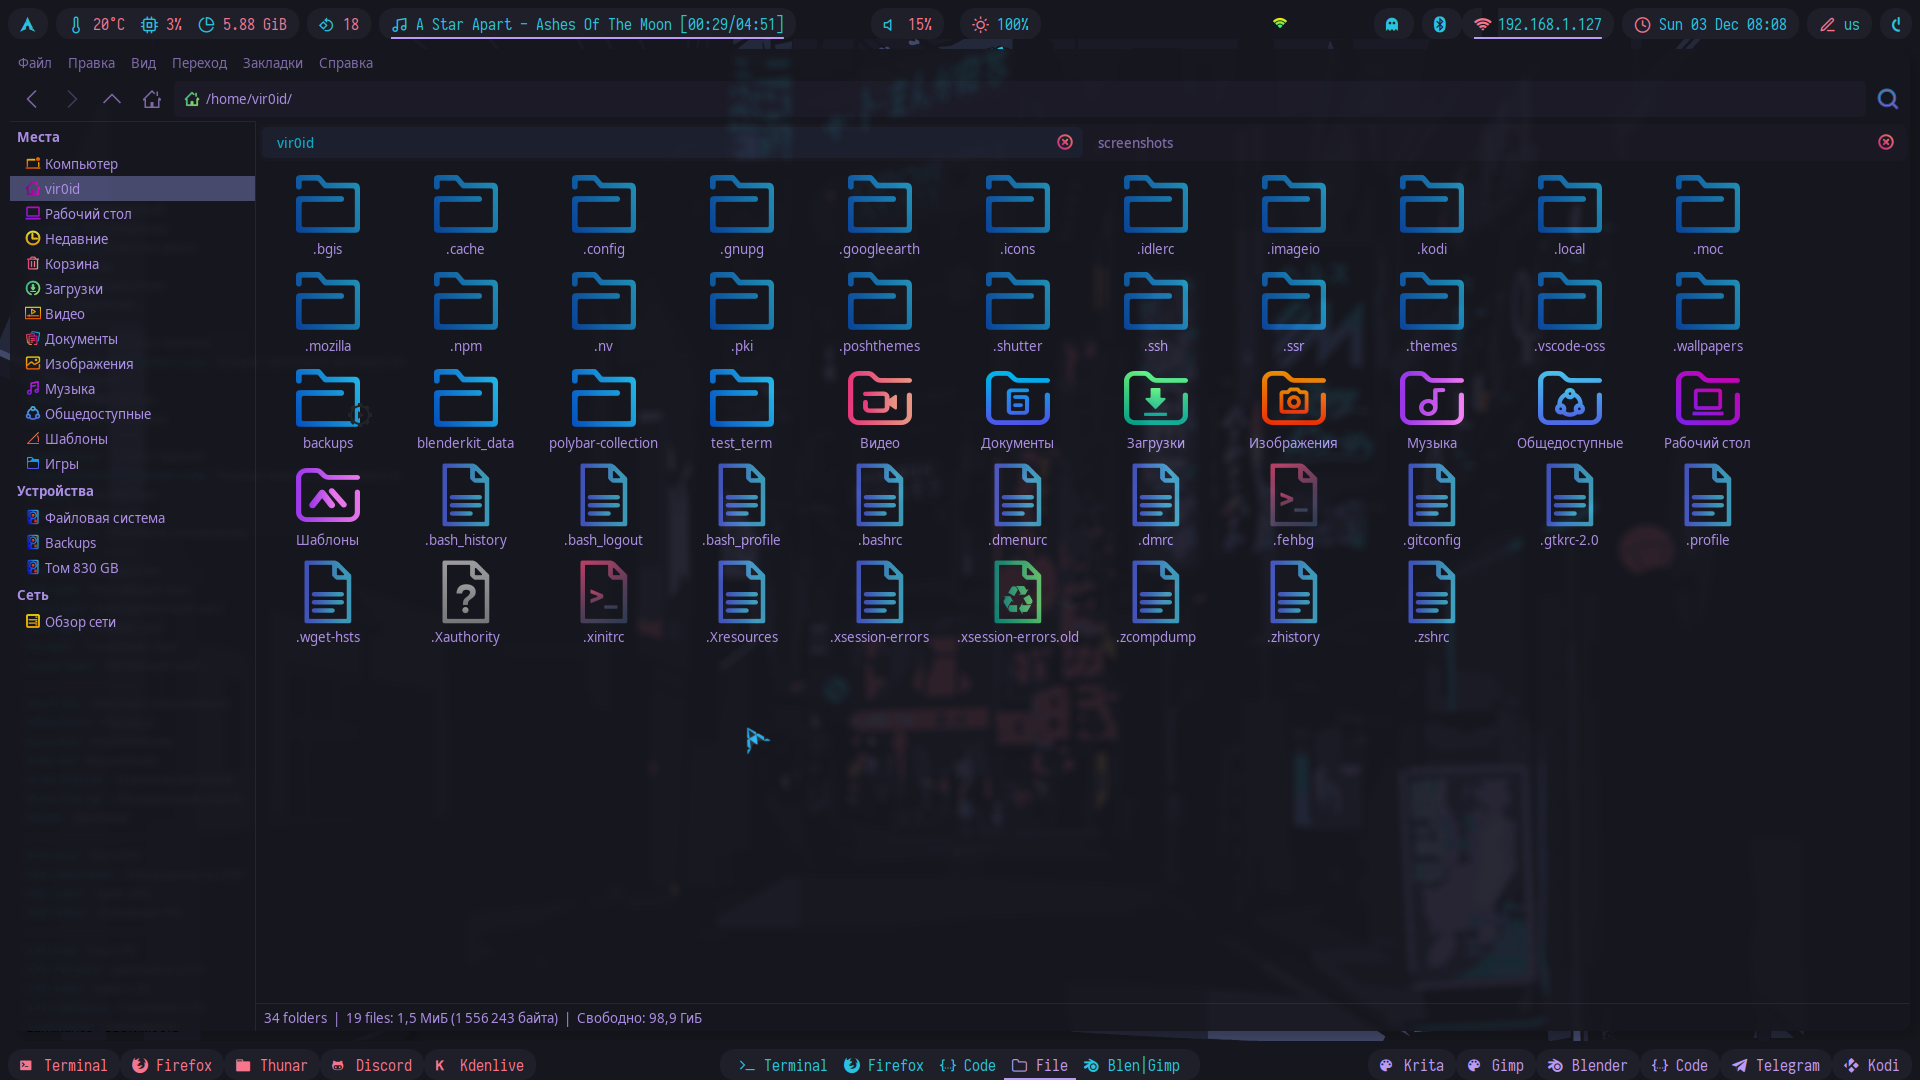 20°C 3% 5.88 GiB 18 A Star Apart - Ashes Of The Moon [00:29/04:51] 15% 100% 192.168.1.127 Sun 03 Dec 08:08 us
Файл Правка Вид Переход Закладки Справка
/home/vir0id/
Места
Компьютер
vir0id
Рабочий стол
Недавние
Корзина
Загрузки
Видео
Документы
Изображения
Музыка
Общедоступные
Шаблоны
Игры
Устройства
Файловая система
Backups
Том 830 GB
Сеть
Обзор сети
vir0id screenshots
.bgis .cache .config .gnupg .googleearth .icons .idlerc .imageio .kodi .local .moc
.mozilla .npm .nv .pki .poshthemes .shutter .ssh .ssr .themes .vscode-oss .wallpapers
backups blenderkit_data polybar-collection test_term Видео Документы Загрузки Изображения Музыка Общедоступные Рабочий стол
Шаблоны .bash_history .bash_logout .bash_profile .bashrc .dmenurc .dmrc .fehbg .gitconfig .gtkrc-2.0 .profile
.wget-hsts .Xauthority .xinitrc .Xresources .xsession-errors .xsession-errors.old .zcompdump .zhistory .zshrc
34 folders | 19 files: 1,5 МиБ (1 556 243 байта) | Свободно: 98,9 ГиБ
Terminal Firefox Thunar Discord Kdenlive Terminal Firefox Code File Blen|Gimp Krita Gimp Blender Code Telegram Kodi